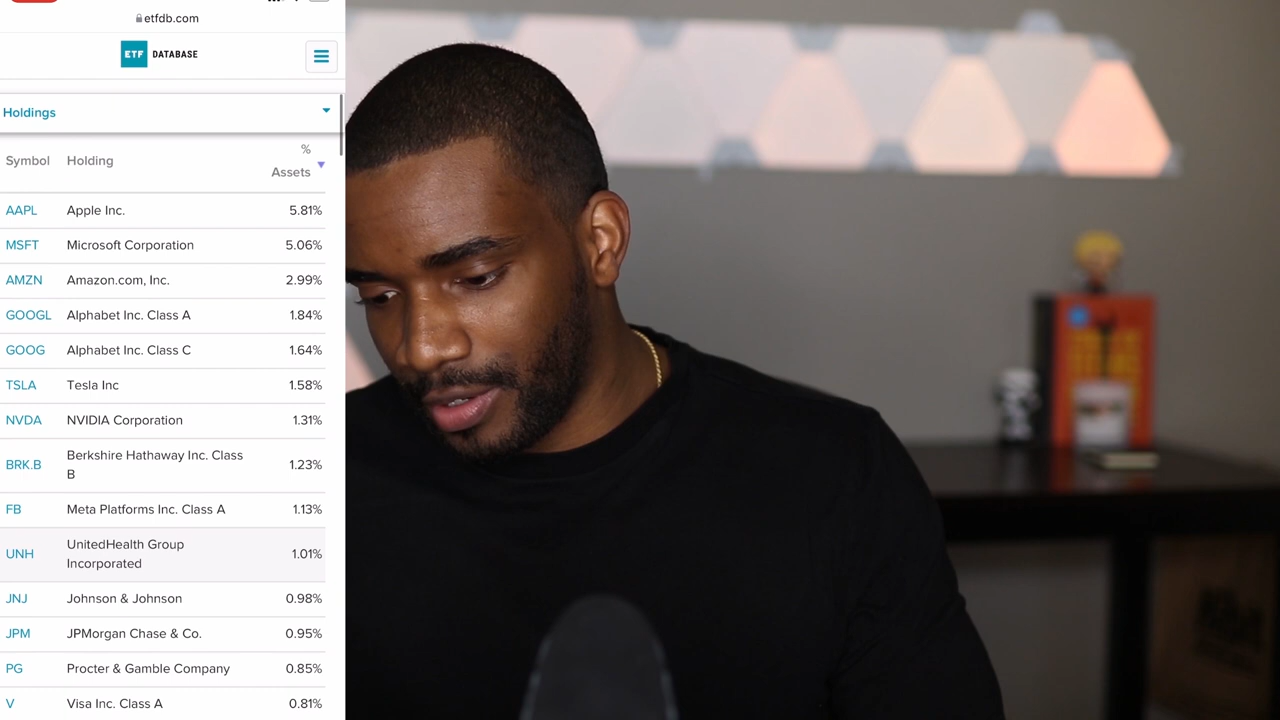 etfdb.com
ETF DATABASE
Holdings
Symbol Holding % Assets
AAPL Apple Inc. 5.81%
MSFT Microsoft Corporation 5.06%
AMZN Amazon.com, Inc. 2.99%
GOOGL Alphabet Inc. Class A 1.84%
GOOG Alphabet Inc. Class C 1.64%
TSLA Tesla Inc 1.58%
NVDA NVIDIA Corporation 1.31%
BRK.B Berkshire Hathaway Inc. Class 1.23%
B
FB Meta Platforms Inc. Class A 1.13%
UNH UnitedHealth Group 1.01%
Incorporated
JNJ Johnson & Johnson 0.98%
JPM JPMorgan Chase & Co. 0.95%
PG Procter & Gamble Company 0.85%
V Visa Inc. Class A 0.81%